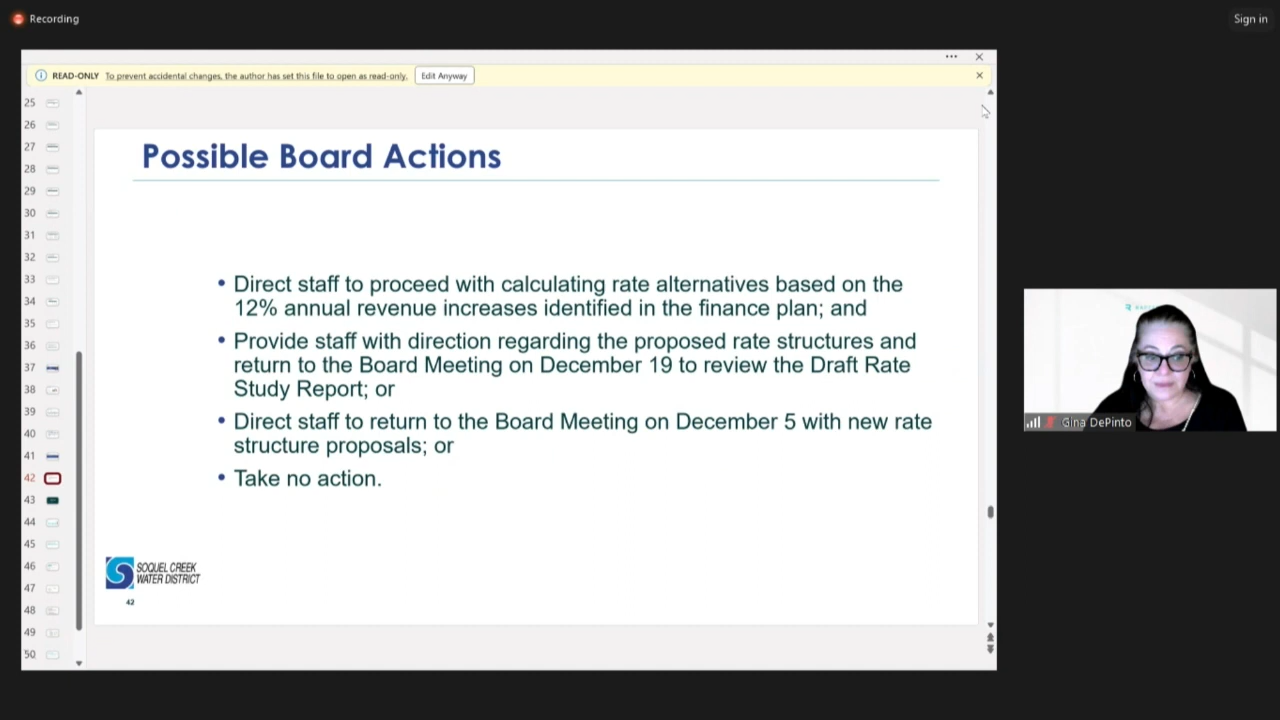 Recording
Sign in
READ-ONLY To prevent accidental changes, the author has set this file to open as read-only. Edit Anyway
25
26
27
28
29
30
31
32
33
34
35
36
37
38
39
40
41
42
43
44
45
46
47
48
49
50
Possible Board Actions
• Direct staff to proceed with calculating rate alternatives based on the
12% annual revenue increases identified in the finance plan; and
• Provide staff with direction regarding the proposed rate structures and
return to the Board Meeting on December 19 to review the Draft Rate
Study Report; or
• Direct staff to return to the Board Meeting on December 5 with new rate
structure proposals; or
• Take no action.
SOQUEL CREEK
WATER DISTRICT
42
Gina DePinto